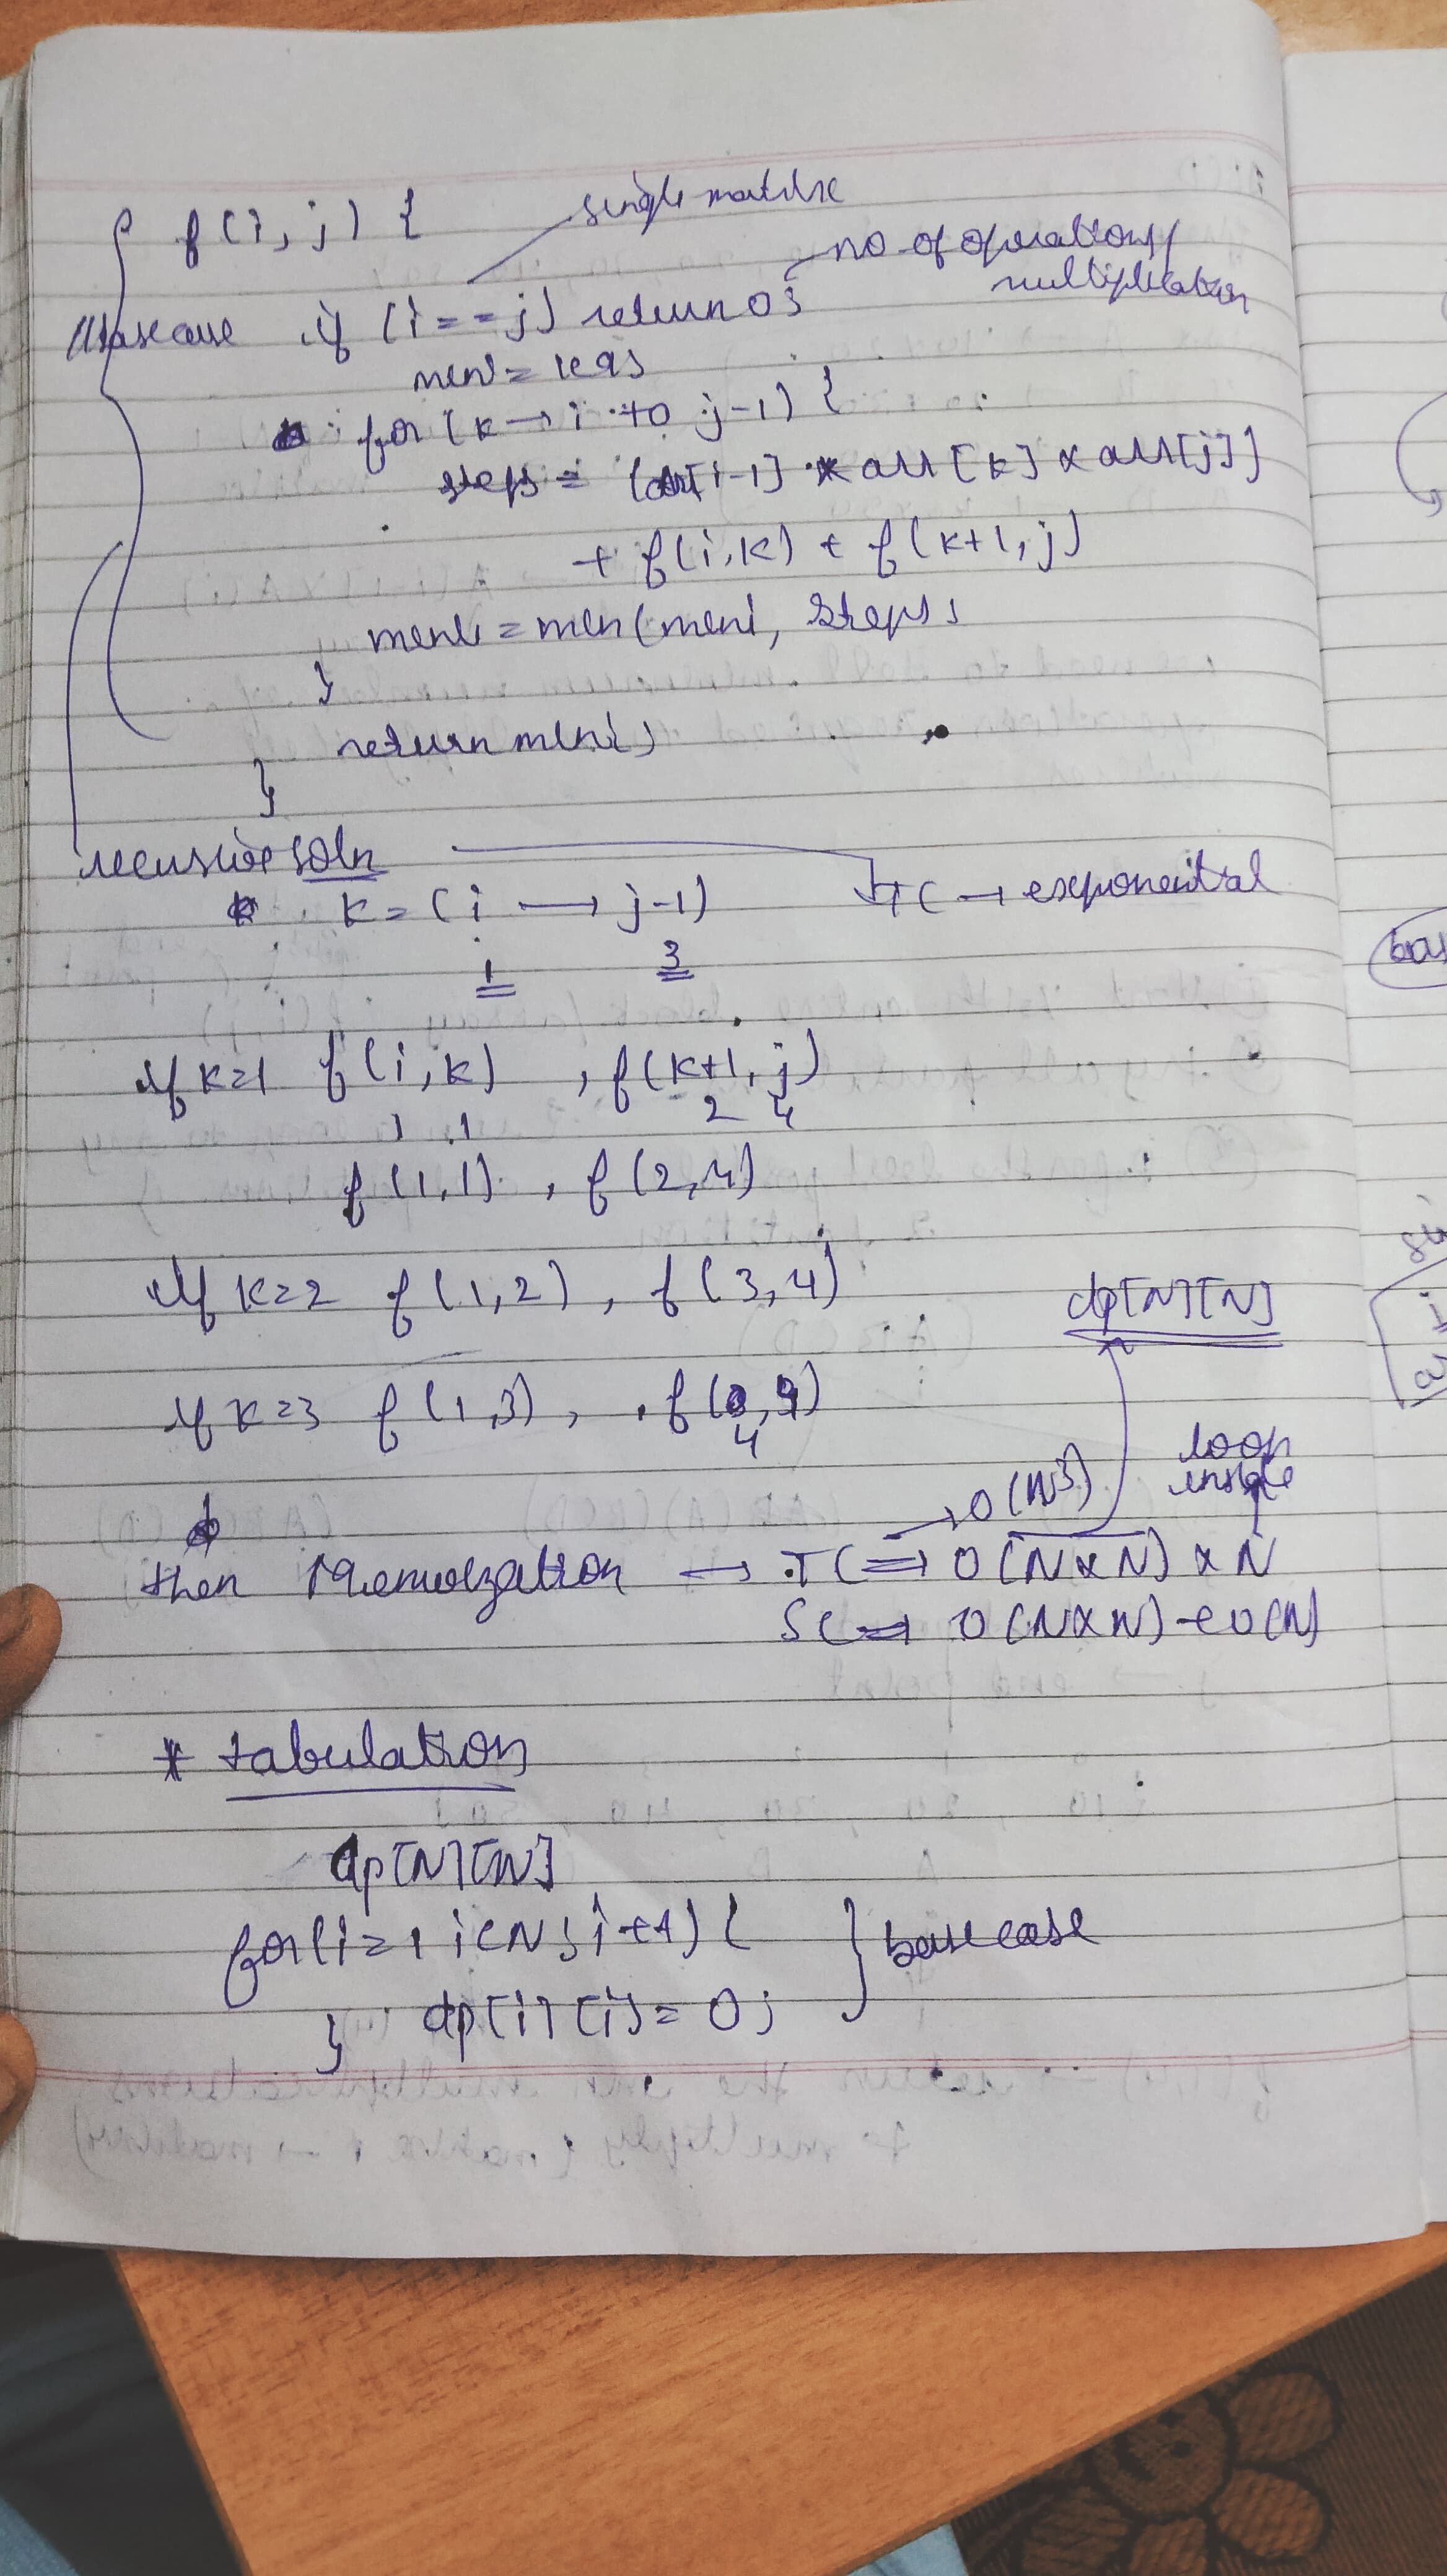 f(i, j) {
single matrix
no of operations/
multiplication
//base case if (i==j) return 0;
mini = 1e9;
for (k → i to j-1) {
steps = (arr[i-1] * arr[k] x arr[j]
+ f(i,k) + f(k+1, j)
mini = min(mini, steps;
}
return mini;
}
recursive soln
TC → exponential
k = (i → j-1)
1 3
if k=1 f(i,k) , f(k+1, j)
1 1 2 4
f(1,1) , f(2,4)
if k=2 f(1,2), f(3,4)
dp[N][N]
if k=3 f(1,3), f( , 4)
4
loop
inside
→ O(N³)
then Memoization → TC ⇒ O(NxN) x N
SC ⇒ O(NxN) + O(N)
* tabulation
dp[N][N]
for(i=1 i<N; i++) {
} base case
dp[i][i] = 0;
}